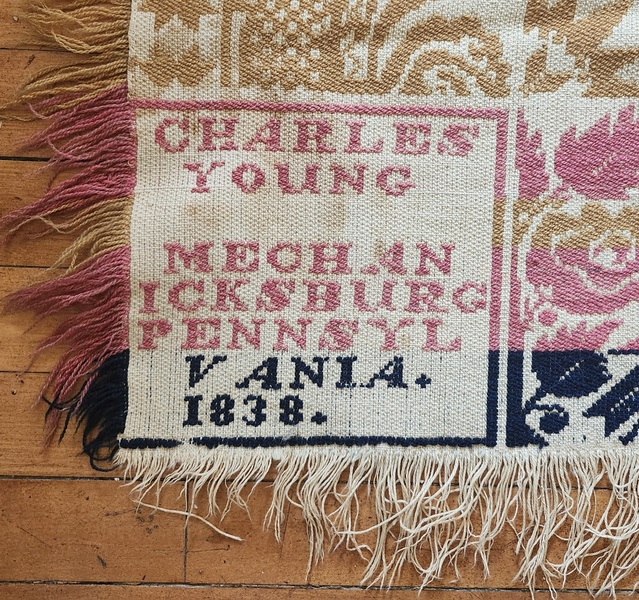 CHARLES
YOUNG
MECHAN
ICKSBURG
PENNSYL
VANIA.
1838.